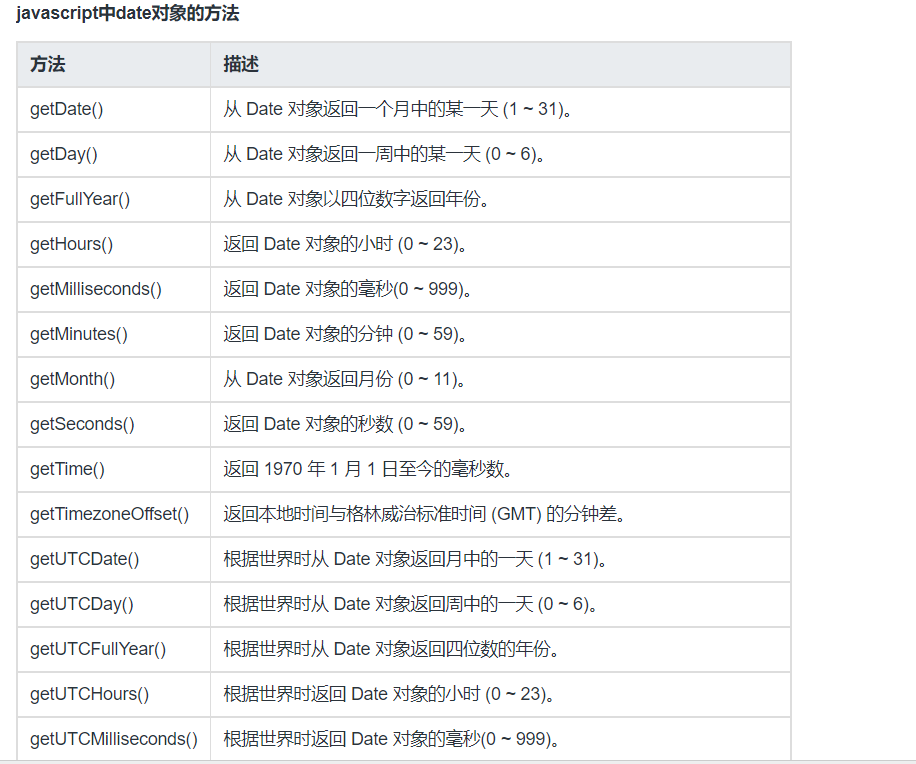 javascript中date对象的方法
方法 描述
getDate() 从 Date 对象返回一个月中的某一天 (1 ~ 31)。
getDay() 从 Date 对象返回一周中的某一天 (0 ~ 6)。
getFullYear() 从 Date 对象以四位数字返回年份。
getHours() 返回 Date 对象的小时 (0 ~ 23)。
getMilliseconds() 返回 Date 对象的毫秒(0 ~ 999)。
getMinutes() 返回 Date 对象的分钟 (0 ~ 59)。
getMonth() 从 Date 对象返回月份 (0 ~ 11)。
getSeconds() 返回 Date 对象的秒数 (0 ~ 59)。
getTime() 返回 1970 年 1 月 1 日至今的毫秒数。
getTimezoneOffset() 返回本地时间与格林威治标准时间 (GMT) 的分钟差。
getUTCDate() 根据世界时从 Date 对象返回月中的一天 (1 ~ 31)。
getUTCDay() 根据世界时从 Date 对象返回周中的一天 (0 ~ 6)。
getUTCFullYear() 根据世界时从 Date 对象返回四位数的年份。
getUTCHours() 根据世界时返回 Date 对象的小时 (0 ~ 23)。
getUTCMilliseconds() 根据世界时返回 Date 对象的毫秒(0 ~ 999)。